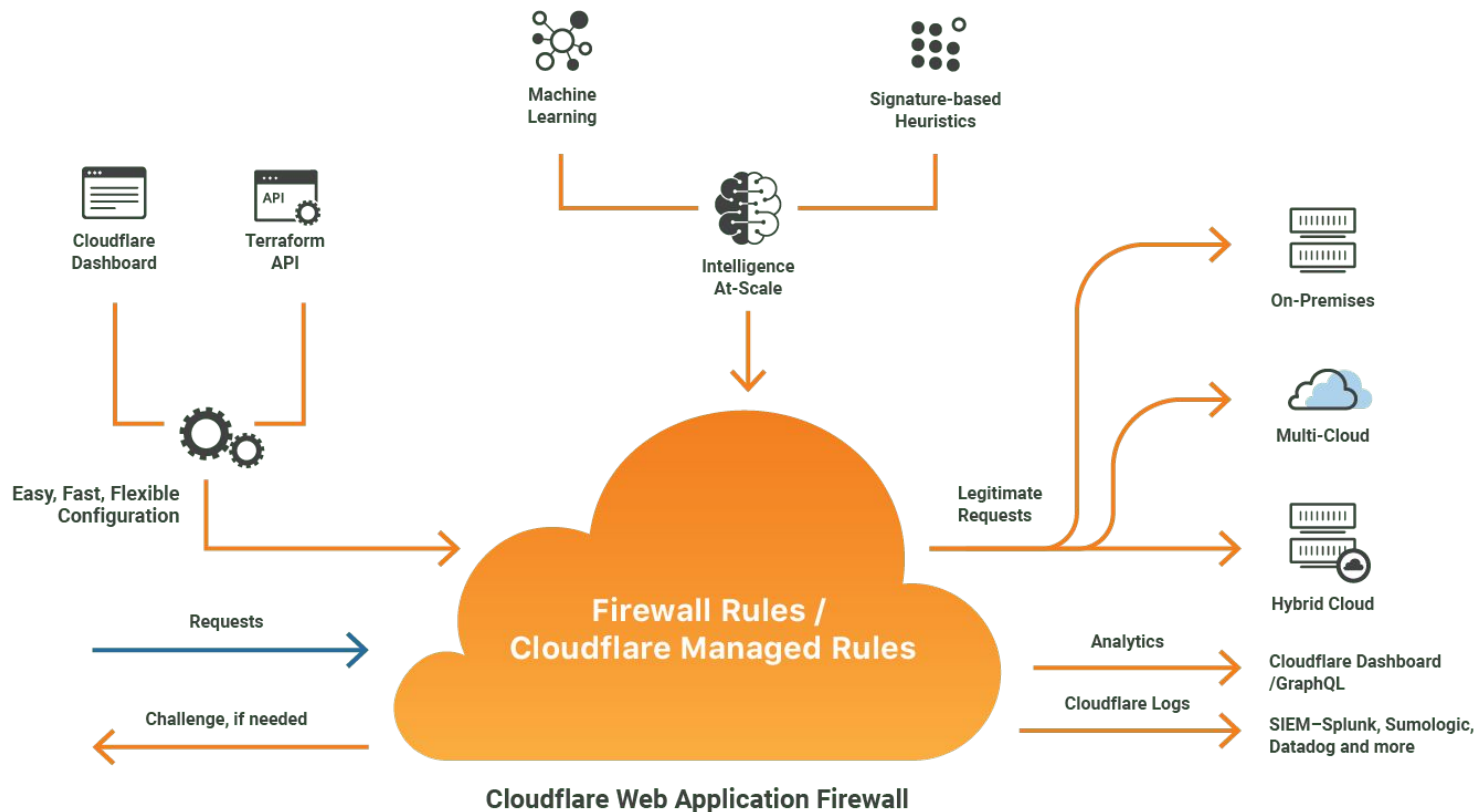 Machine
Learning
Signature-based
Heuristics
API
Cloudflare
Dashboard
Terraform
API
Intelligence
At-Scale
On-Premises
Multi-Cloud
Easy, Fast, Flexible
Configuration
Legitimate
Requests
Hybrid Cloud
Firewall Rules /
Cloudflare Managed Rules
Requests
Challenge, if needed
Analytics
Cloudflare Dashboard
/GraphQL
Cloudflare Logs
SIEM–Splunk, Sumologic,
Datadog and more
Cloudflare Web Application Firewall